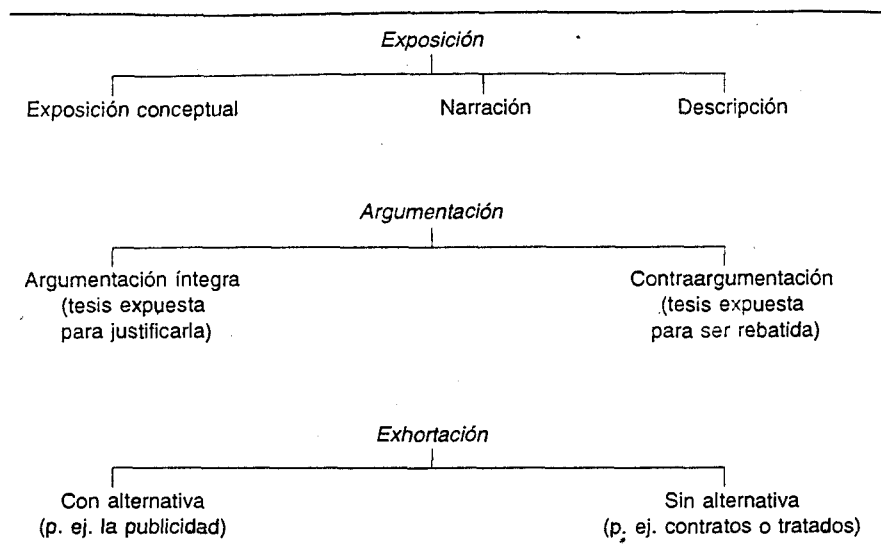 Exposición
Exposición conceptual Narración Descripción
Argumentación
Argumentación íntegra Contraargumentación
(tesis expuesta (tesis expuesta
para justificarla) para ser rebatida)
Exhortación
Con alternativa Sin alternativa
(p. ej. la publicidad) (p. ej. contratos o tratados)